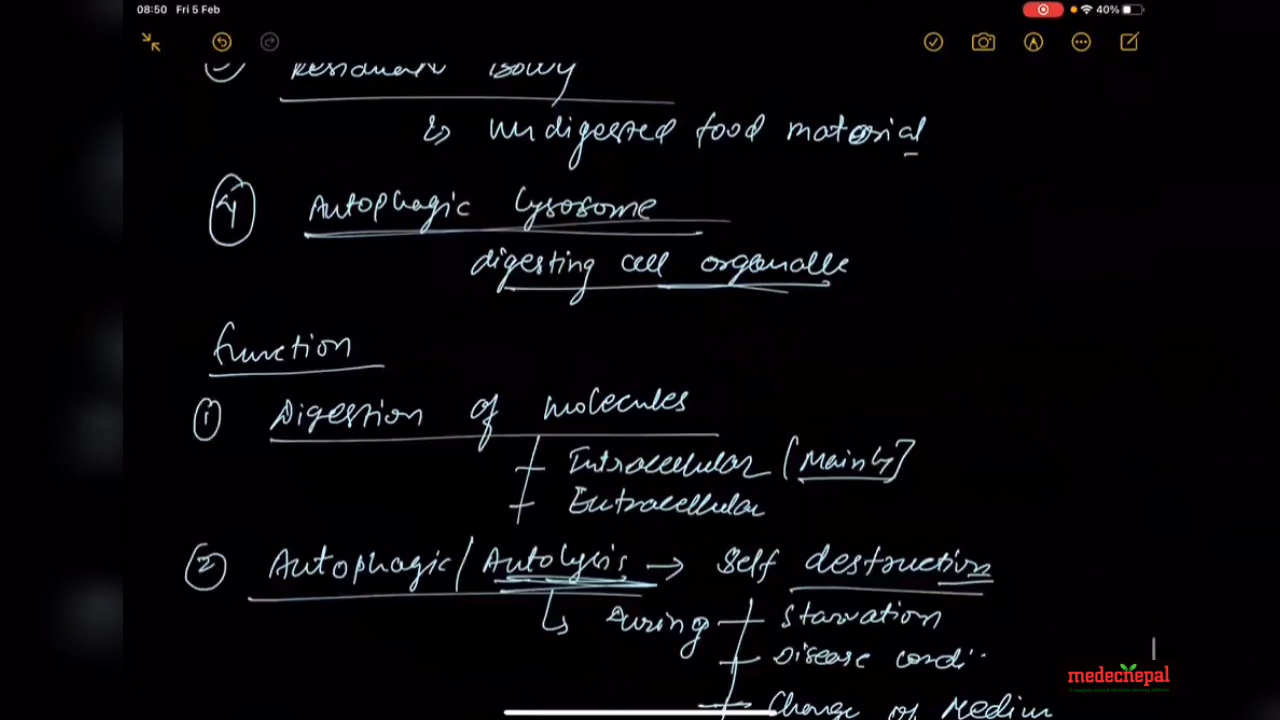 08:50 Fri 5 Feb 40%
Residual Body
↳ undigested food material
4 Autophagic lysosome
digesting cell organelle
function
1 Digestion of molecules
Intracellular [Mainly]
Extracellular
2 Autophagic/Autolysis → Self destruction
↳ During Starvation
Disease condi
Change of Medium
medecnepal